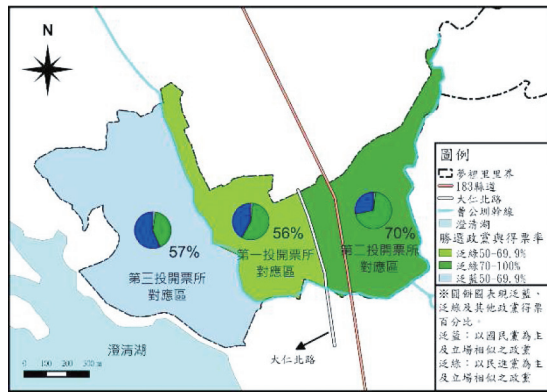 N
57%
第三投開票所
對應區
56%
第一投開票所
對應區
70%
第二投開票所
對應區
大仁北路
澄清湖
0 100 200 300 m
圖例
夢裡里里界
183縣道
大仁北路
曹公圳幹線
澄清湖
勝選政黨與得票率
泛綠50-69.9%
泛綠70-100%
泛藍50-69.9%
※圓餅圖表現泛藍、
泛綠及其他政黨得票
百分比。
泛藍：以國民黨為主
及立場相似之政黨
泛綠：以民進黨為主
及立場相似之政黨